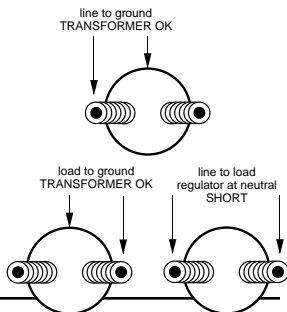 line to ground
TRANSFORMER OK
load to ground
TRANSFORMER OK
line to load
regulator at neutral
SHORT